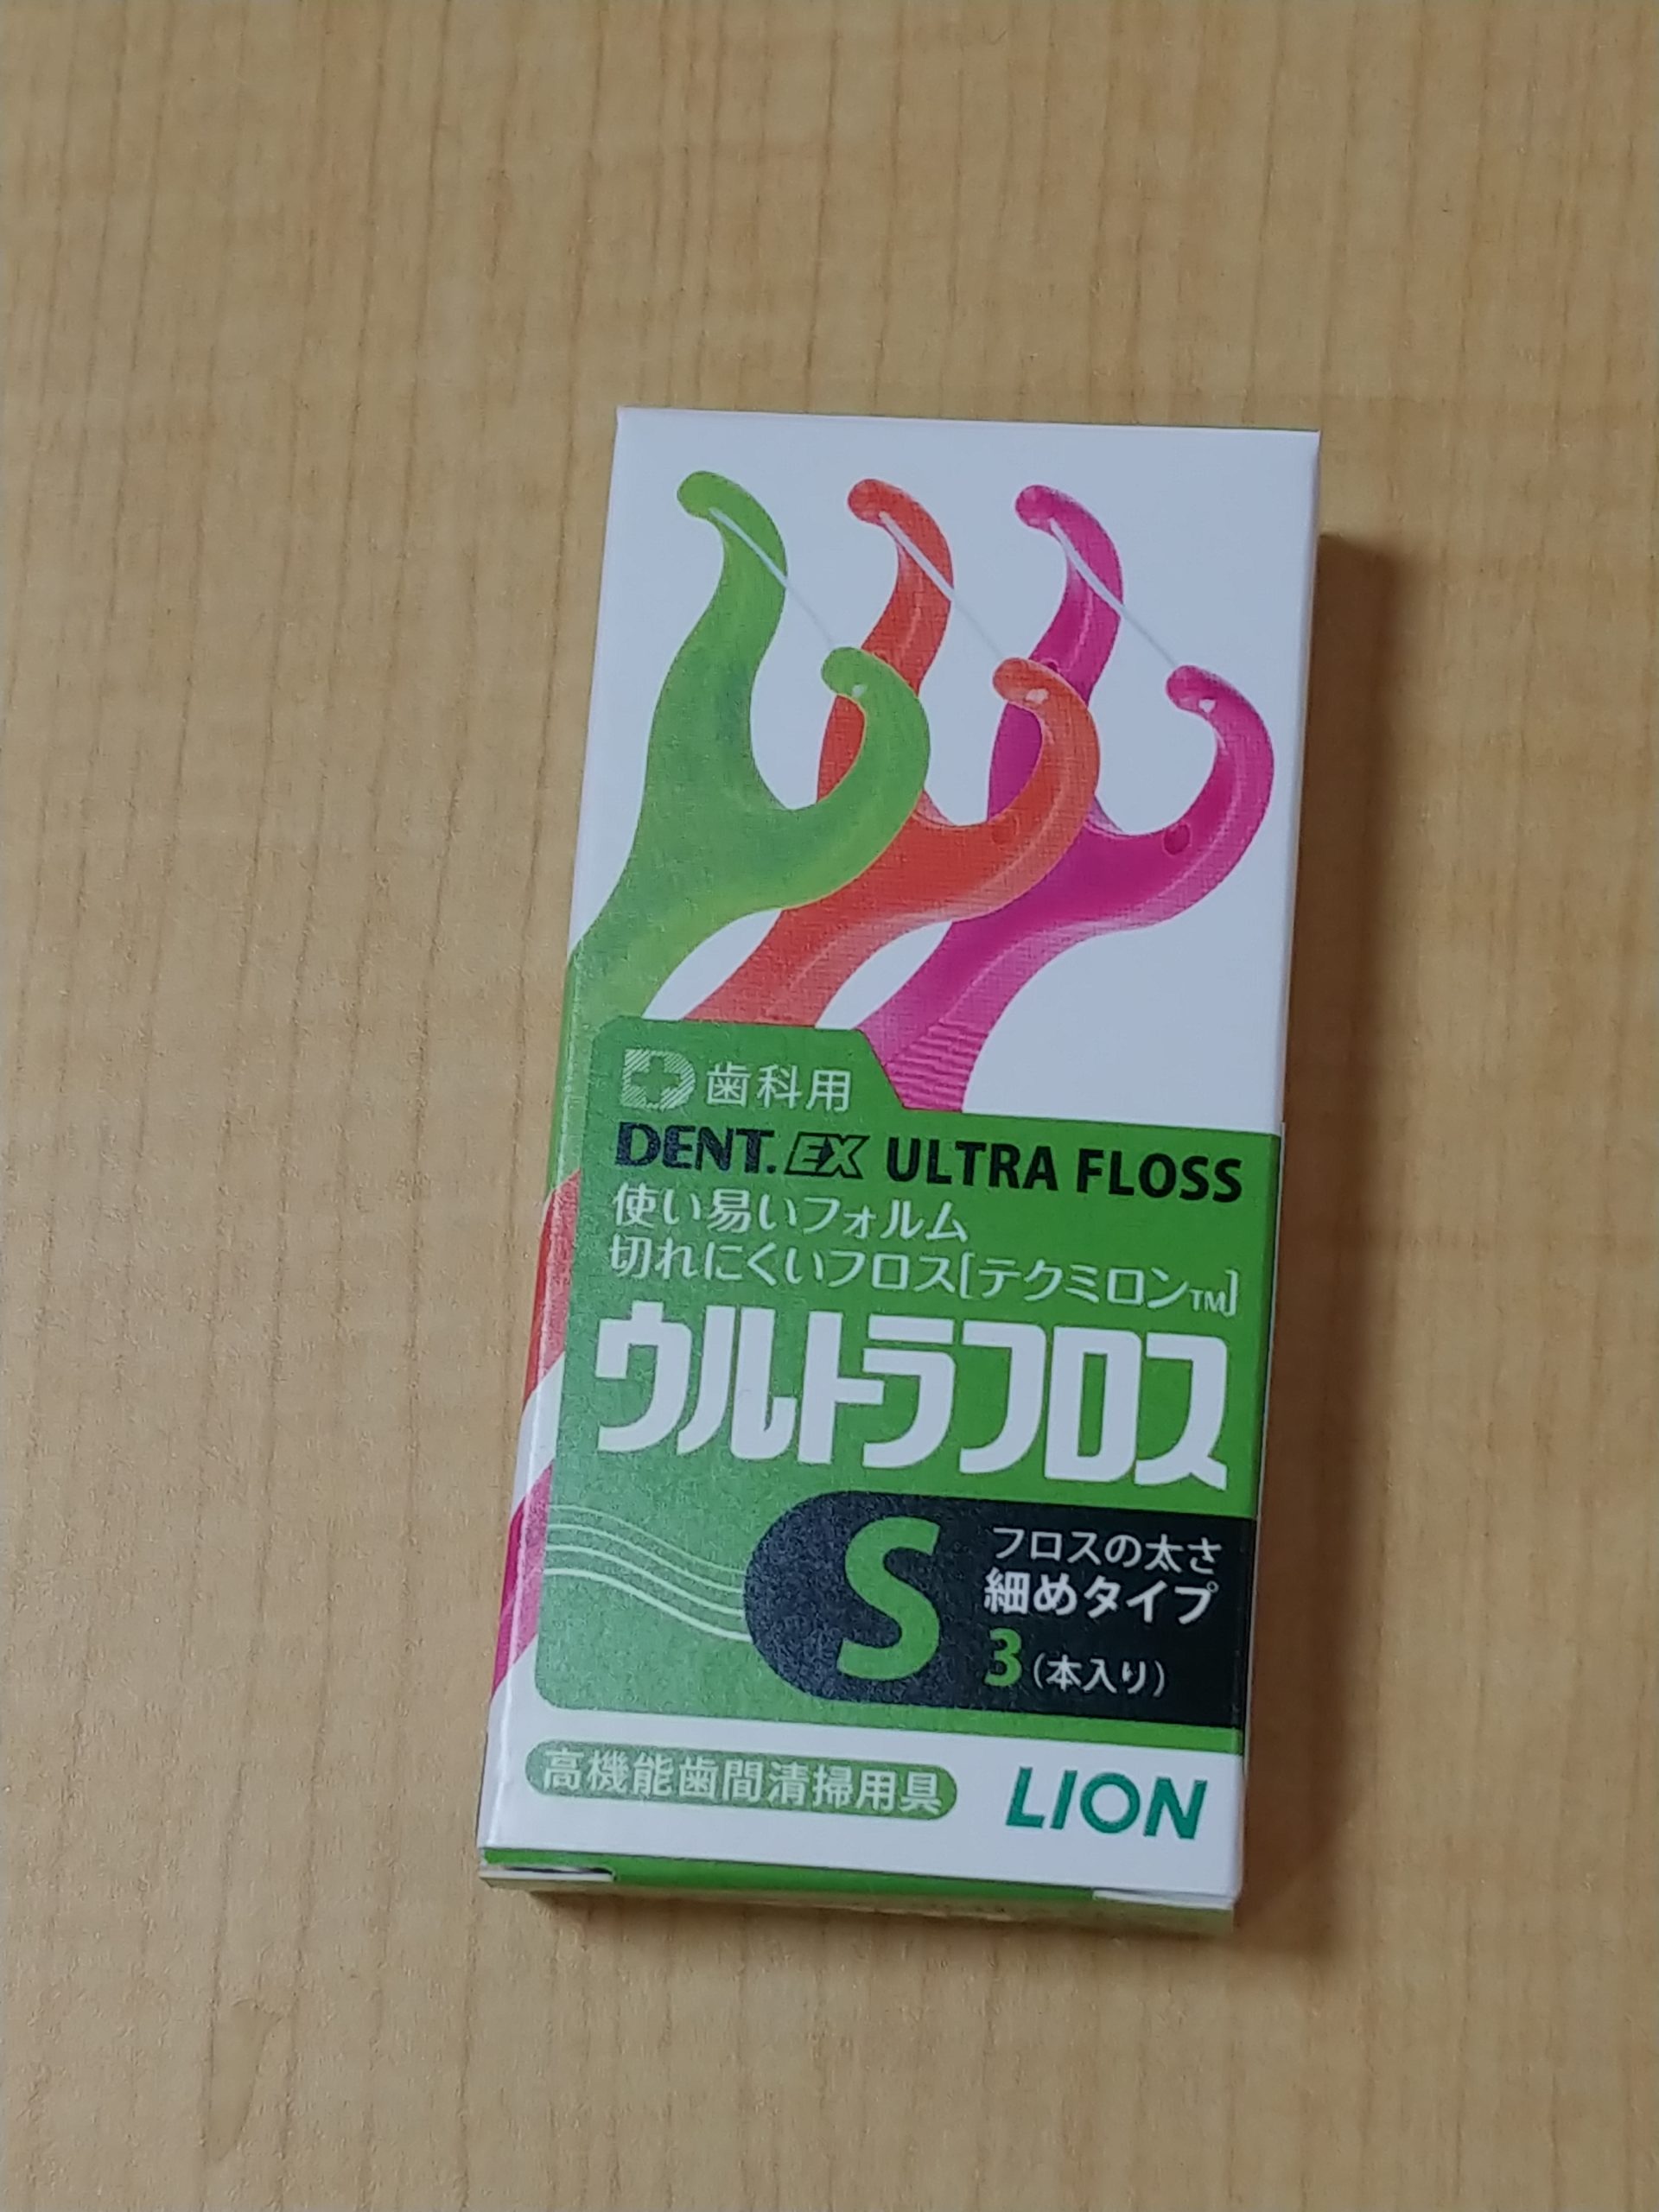 歯科用
DENT.EX ULTRA FLOSS
使い易いフォルム
切れにくいフロス[テクミロン™]
ウルトラフロス
S
フロスの太さ
細めタイプ
3(本入り)
高機能歯間清掃用具
LION